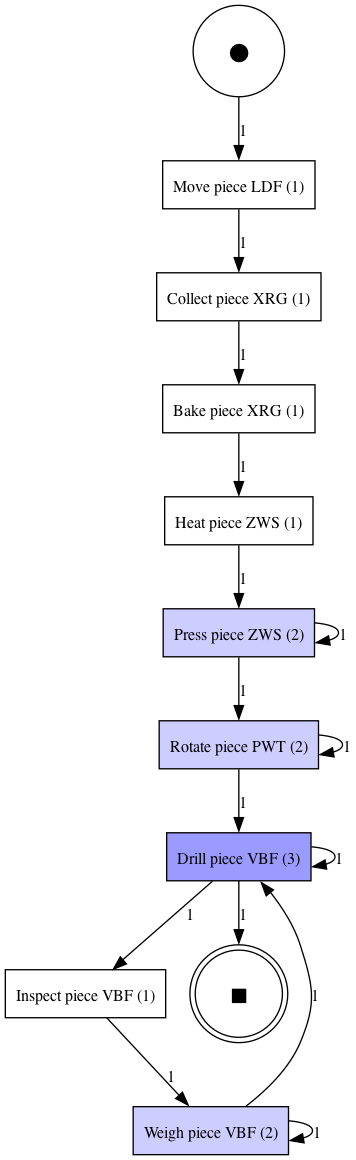 1
Move piece LDF (1)
1
Collect piece XRG (1)
1
Bake piece XRG (1)
1
Heat piece ZWS (1)
1
Press piece ZWS (2)
1
1
Rotate piece PWT (2)
1
1
Drill piece VBF (3)
1
1
1
Inspect piece VBF (1)
1
1
Weigh piece VBF (2)
1